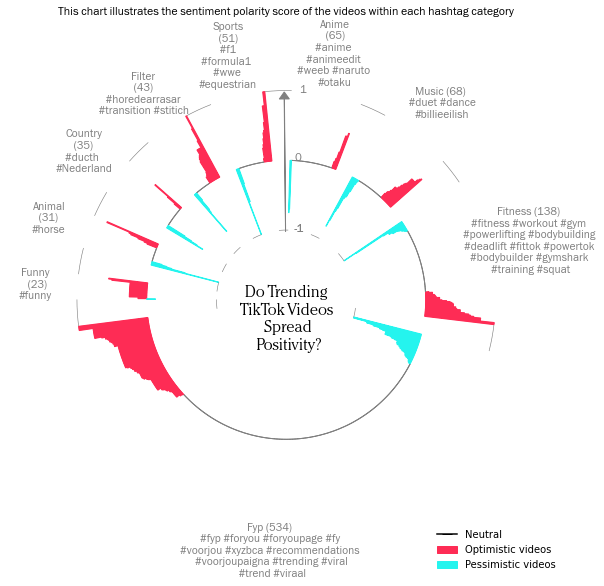 This chart illustrates the sentiment polarity score of the videos within each hashtag category
Sports
(51)
#f1
#formula1
#wwe
#equestrian
Anime
(65)
#anime
#animeedit
#weeb #naruto
#otaku
Filter
(43)
#horedearrasar
#transition #stitch
Music (68)
#duet #dance
#billieeilish
Country
(35)
#ducth
#Nederland
Animal
(31)
#horse
Funny
(23)
#funny
Fitness (138)
#fitness #workout #gym
#powerlifting #bodybuilding
#deadlift #fittok #powertok
#bodybuilder #gymshark
#training #squat
1
0
-1
Do Trending
TikTok Videos
Spread
Positivity?
Fyp (534)
#fyp #foryou #foryoupage #fy
#voorjou #xyzbca #recommendations
#voorjoupaigna #trending #viral
#trend #viraal
Neutral
Optimistic videos
Pessimistic videos